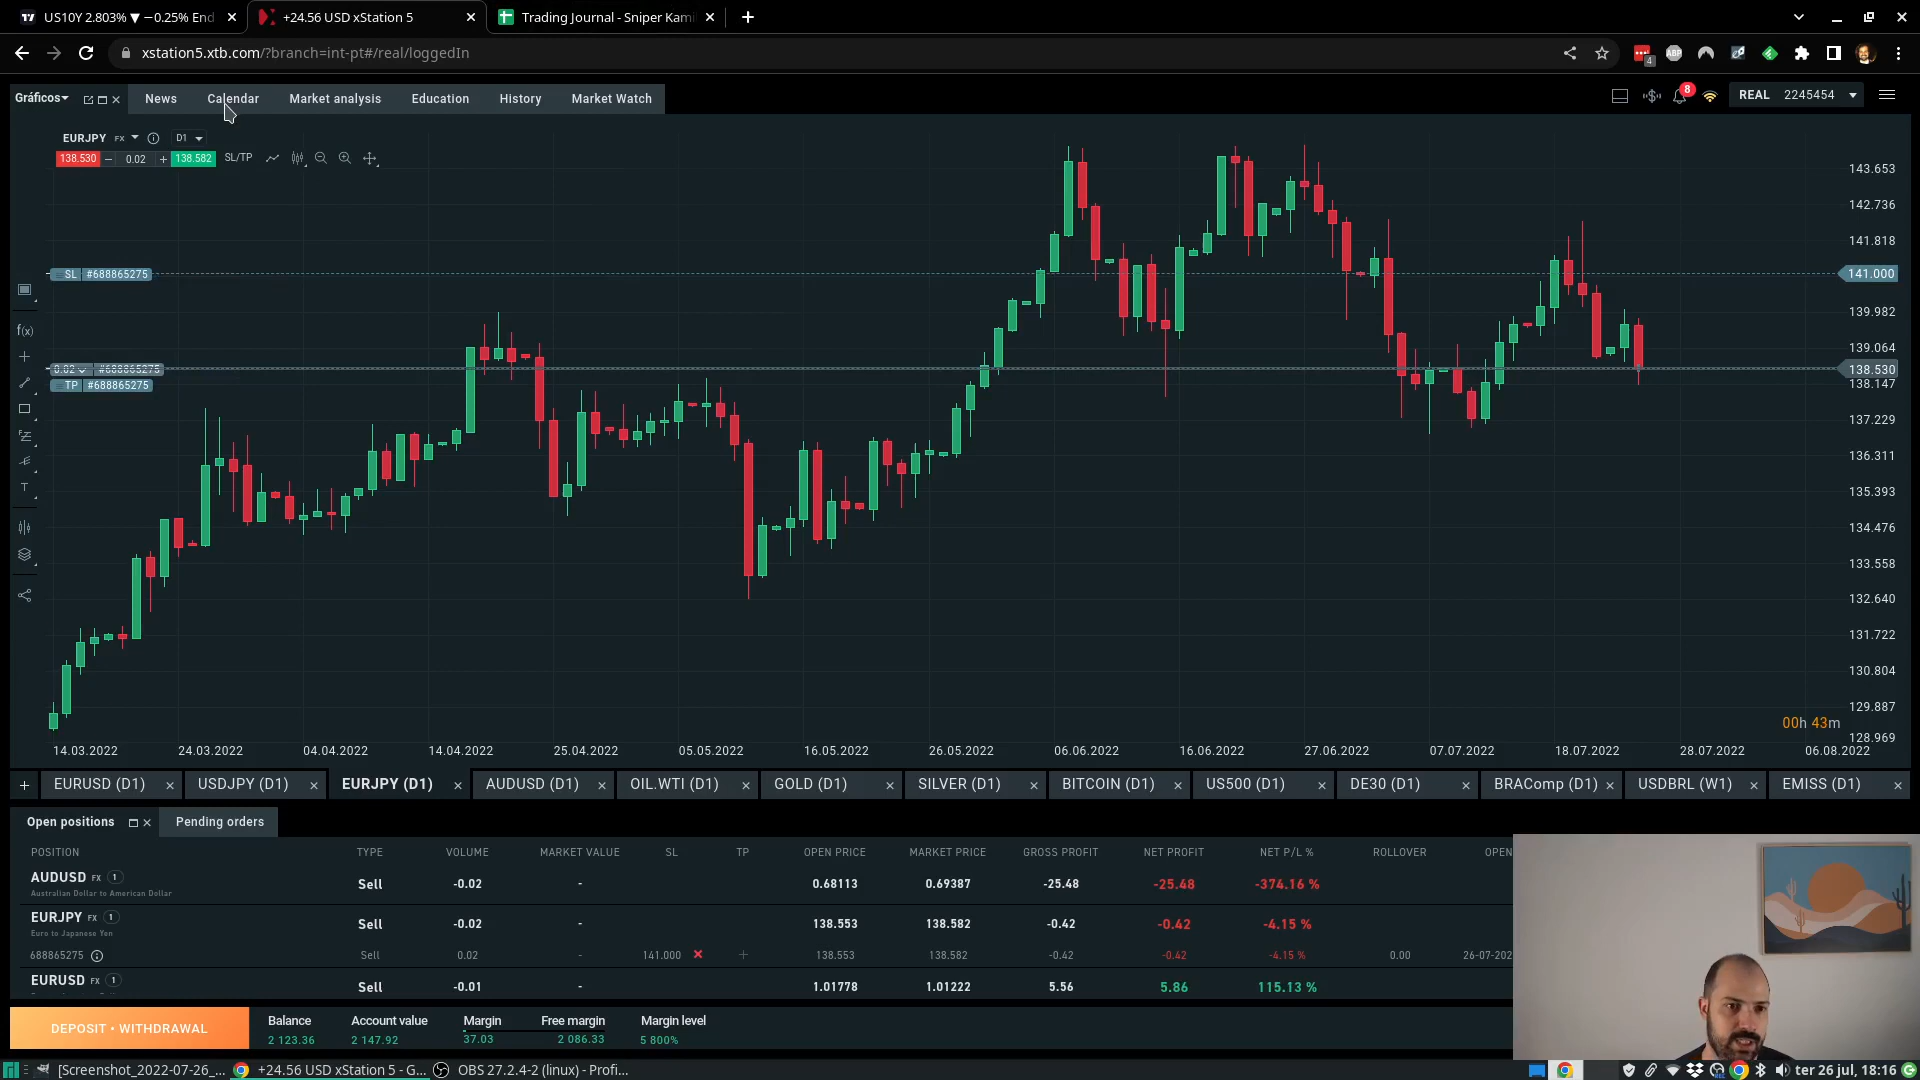 US10Y 2.803% ▼ −0.25% End
+24.56 USD xStation 5
Trading Journal - Sniper Kami
xstation5.xtb.com/?branch=int-pt#/real/loggedIn
4
ABP
Gráficos
News
Calendar
Market analysis
Education
History
Market Watch
8
REAL 2245454
EURJPY FX
D1
138.530 − 0.02 + 138.582 SL/TP
143.653
142.736
141.818
SL #688865275
141.000
139.982
139.064
0.02 #688865275
138.530
TP #688865275
138.147
137.229
136.311
135.393
134.476
133.558
132.640
131.722
130.804
129.887
128.969
f(x)
T
00h 43m
14.03.2022 24.03.2022 04.04.2022 14.04.2022 25.04.2022 05.05.2022 16.05.2022 26.05.2022 06.06.2022 16.06.2022 27.06.2022 07.07.2022 18.07.2022 28.07.2022 06.08.2022
+ EURUSD (D1) × USDJPY (D1) × EURJPY (D1) × AUDUSD (D1) × OIL.WTI (D1) × GOLD (D1) × SILVER (D1) × BITCOIN (D1) × US500 (D1) × DE30 (D1) × BRAComp (D1) × USDBRL (W1) × EMISS (D1) ×
Open positions
Pending orders
POSITION TYPE VOLUME MARKET VALUE SL TP OPEN PRICE MARKET PRICE GROSS PROFIT NET PROFIT NET P/L % ROLLOVER OPEN
AUDUSD FX 1 Sell -0.02 - 0.68113 0.69387 -25.48 -25.48 -374.16 %
Australian Dollar to American Dollar
EURJPY FX 1 Sell -0.02 - 138.553 138.582 -0.42 -0.42 -4.15 %
Euro to Japanese Yen
688865275 Sell 0.02 - 141.000 138.553 138.582 -0.42 -0.42 -4.15 % 0.00 26-07-202
EURUSD FX 1 Sell -0.01 - 1.01778 1.01222 5.56 5.86 115.13 %
DEPOSIT • WITHDRAWAL
Balance Account value Margin Free margin Margin level
2 123.36 2 147.92 37.03 2 086.33 5 800%
[Screenshot_2022-07-26_...
+24.56 USD xStation 5 - G...
OBS 27.2.4-2 (linux) - Profi...
ter 26 jul, 18:16